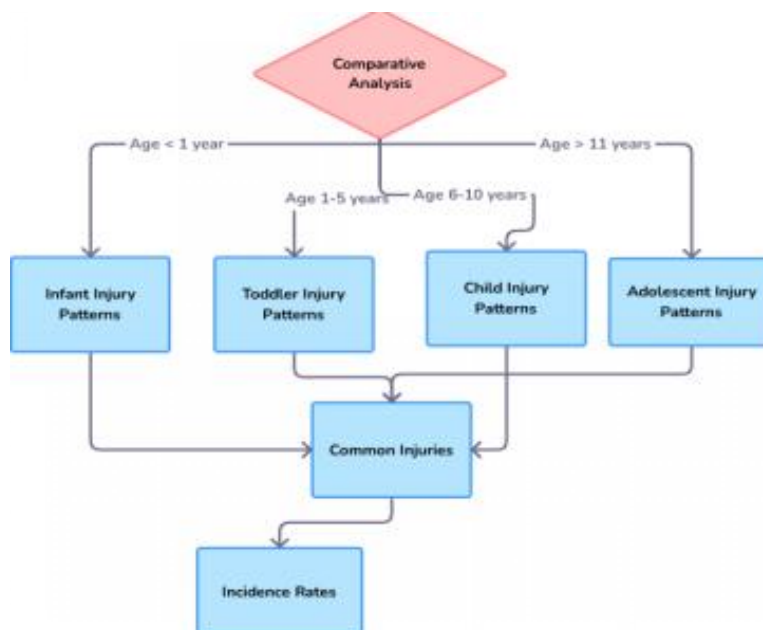 Comparative
Analysis
Age < 1 year
Age > 11 years
Age 1-5 years
Age 6-10 years
Infant Injury
Patterns
Toddler Injury
Patterns
Child Injury
Patterns
Adolescent Injury
Patterns
Common Injuries
Incidence Rates